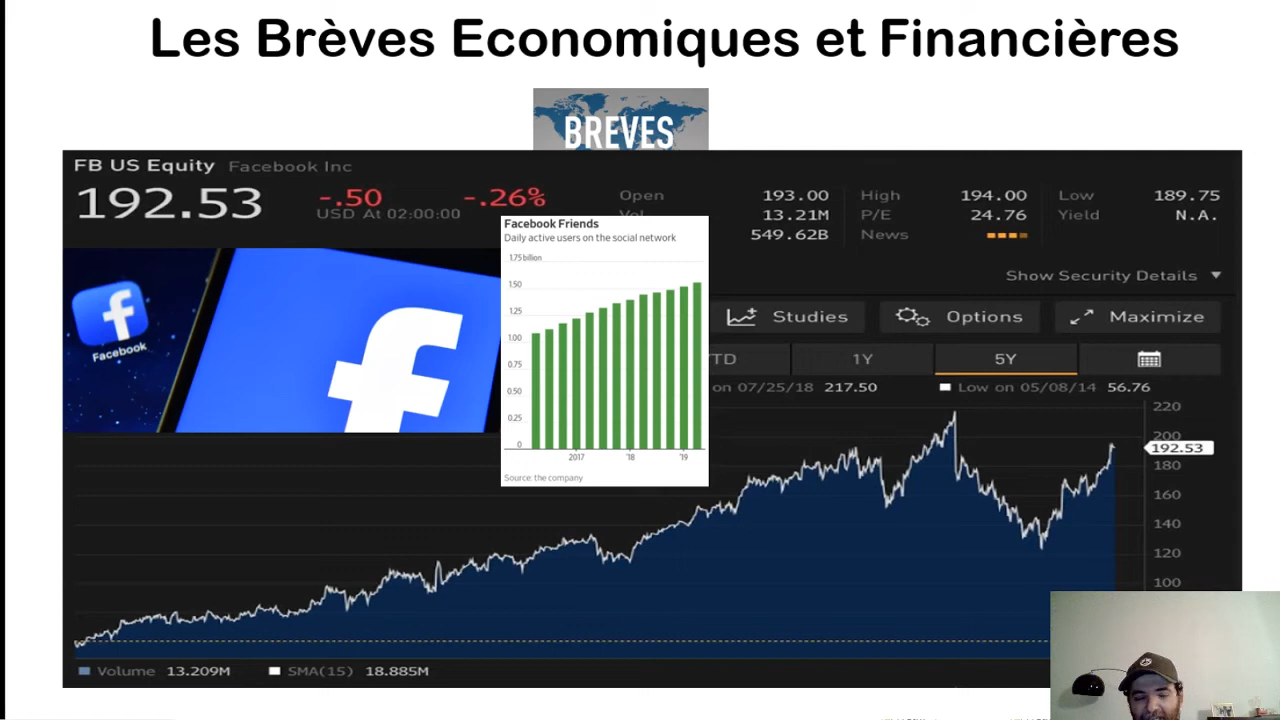 Les Brèves Economiques et Financières
BREVES
FB US Equity Facebook Inc
192.53 -.50 -.26%
USD At 02:00:00
Open 193.00 High 194.00 Low 189.75
Vol 13.21M P/E 24.76 Yield N.A.
549.62B News
Show Security Details
Facebook
Facebook Friends
Daily active users on the social network
1.75 billion
1.50
1.25
1.00
0.75
0.50
0.25
0
2017 '18 '19
Source: the company
Studies Options Maximize
TD 1Y 5Y
on 07/25/18 217.50 Low on 05/08/14 56.76
220
200
192.53
180
160
140
120
100
Volume 13.209M SMA(15) 18.885M